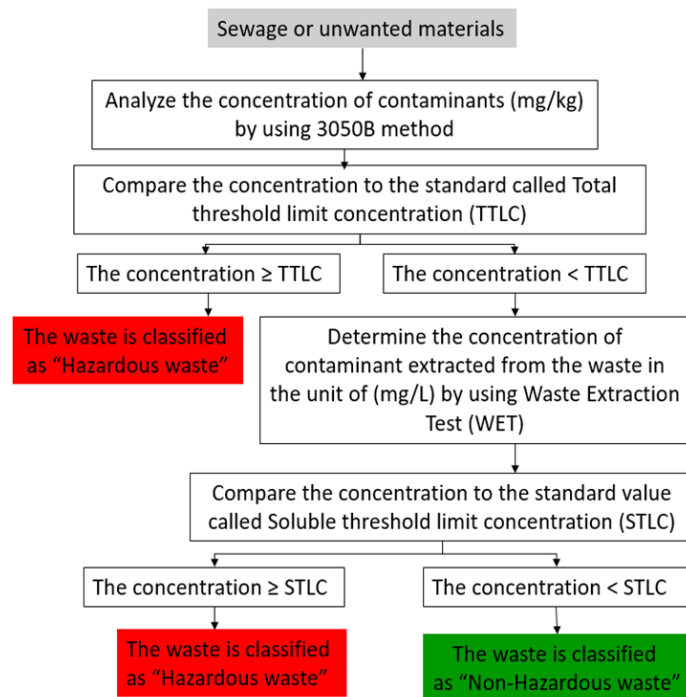 Sewage or unwanted materials
Analyze the concentration of contaminants (mg/kg)
by using 3050B method
Compare the concentration to the standard called Total
threshold limit concentration (TTLC)
The concentration ≥ TTLC
The concentration < TTLC
The waste is classified
as “Hazardous waste”
Determine the concentration of
contaminant extracted from the waste in
the unit of (mg/L) by using Waste Extraction
Test (WET)
Compare the concentration to the standard value
called Soluble threshold limit concentration (STLC)
The concentration ≥ STLC
The concentration < STLC
The waste is classified
as “Hazardous waste”
The waste is classified
as “Non-Hazardous waste”